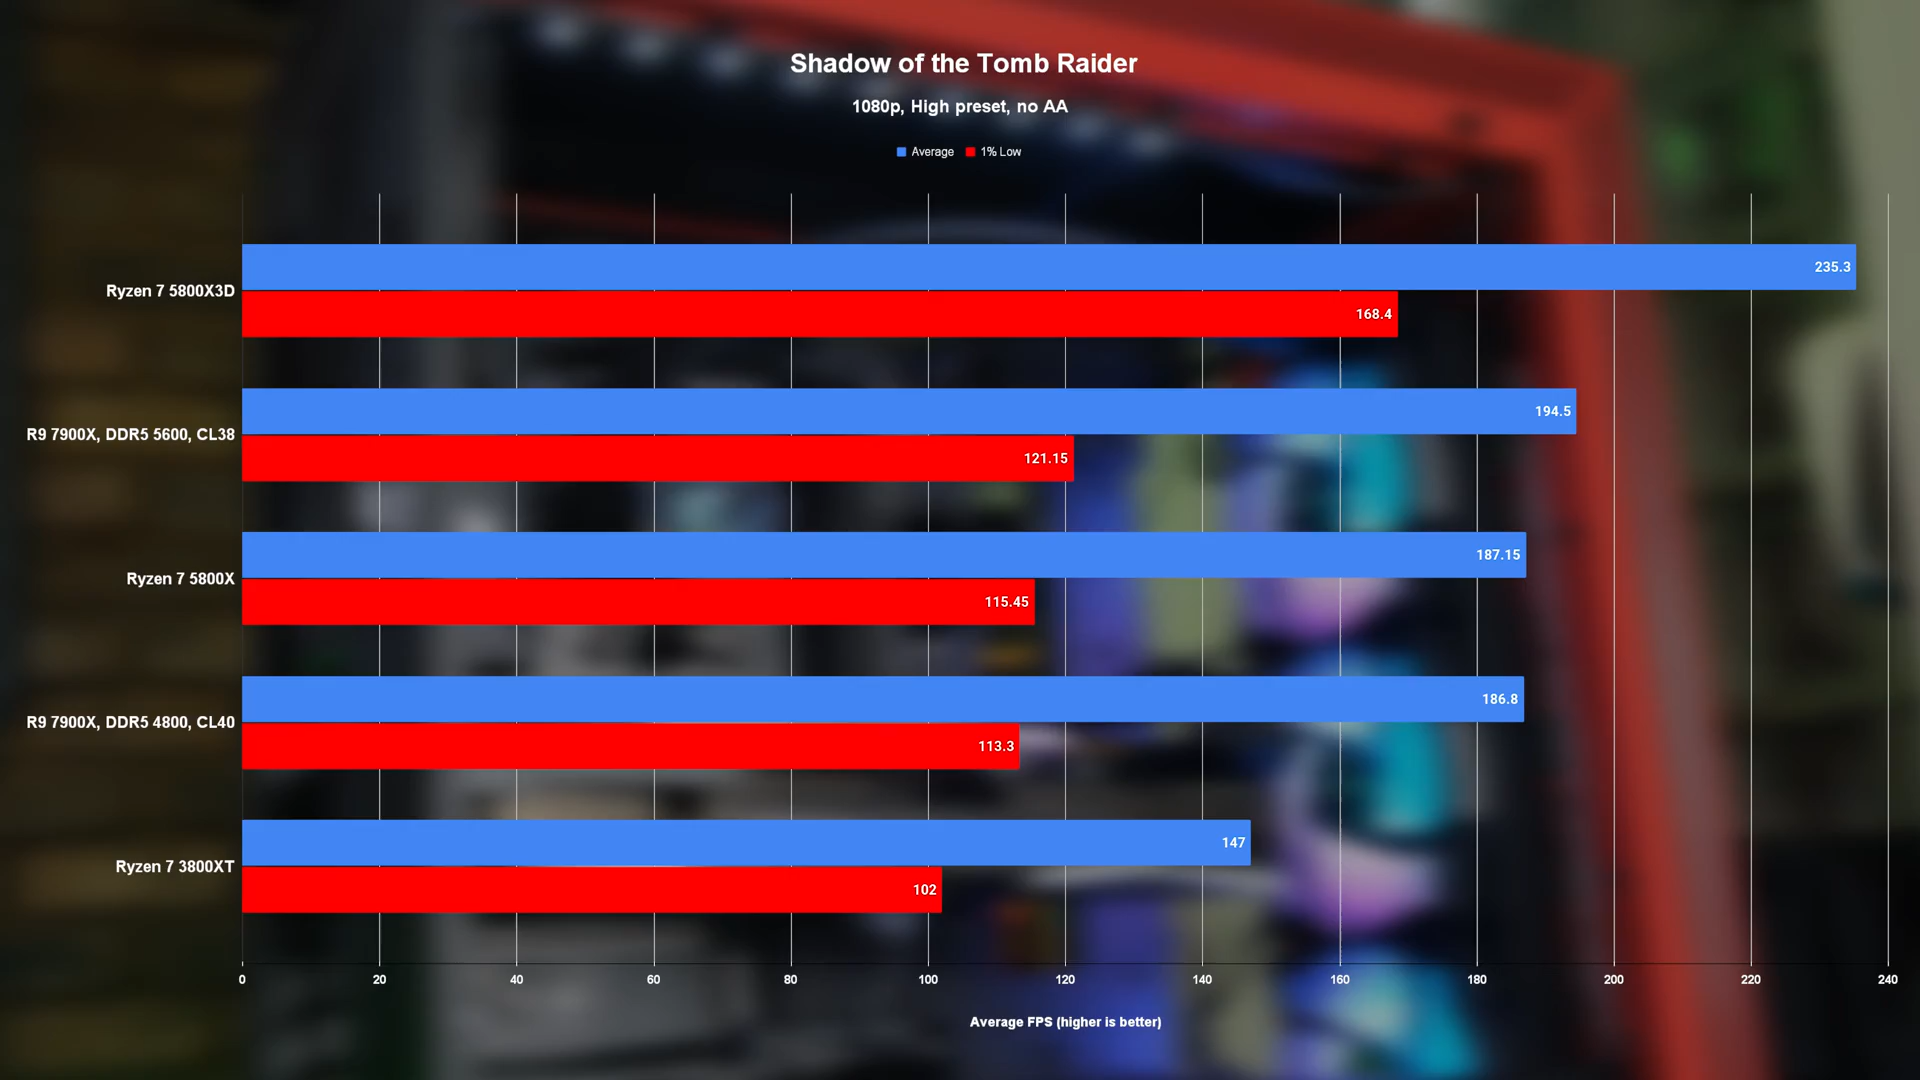 Shadow of the Tomb Raider
1080p, High preset, no AA
Average 1% Low
Ryzen 7 5800X3D 235.3
168.4
R9 7900X, DDR5 5600, CL38 194.5
121.15
Ryzen 7 5800X 187.15
115.45
R9 7900X, DDR5 4800, CL40 186.8
113.3
Ryzen 7 3800XT 147
102
0 20 40 60 80 100 120 140 160 180 200 220 240
Average FPS (higher is better)